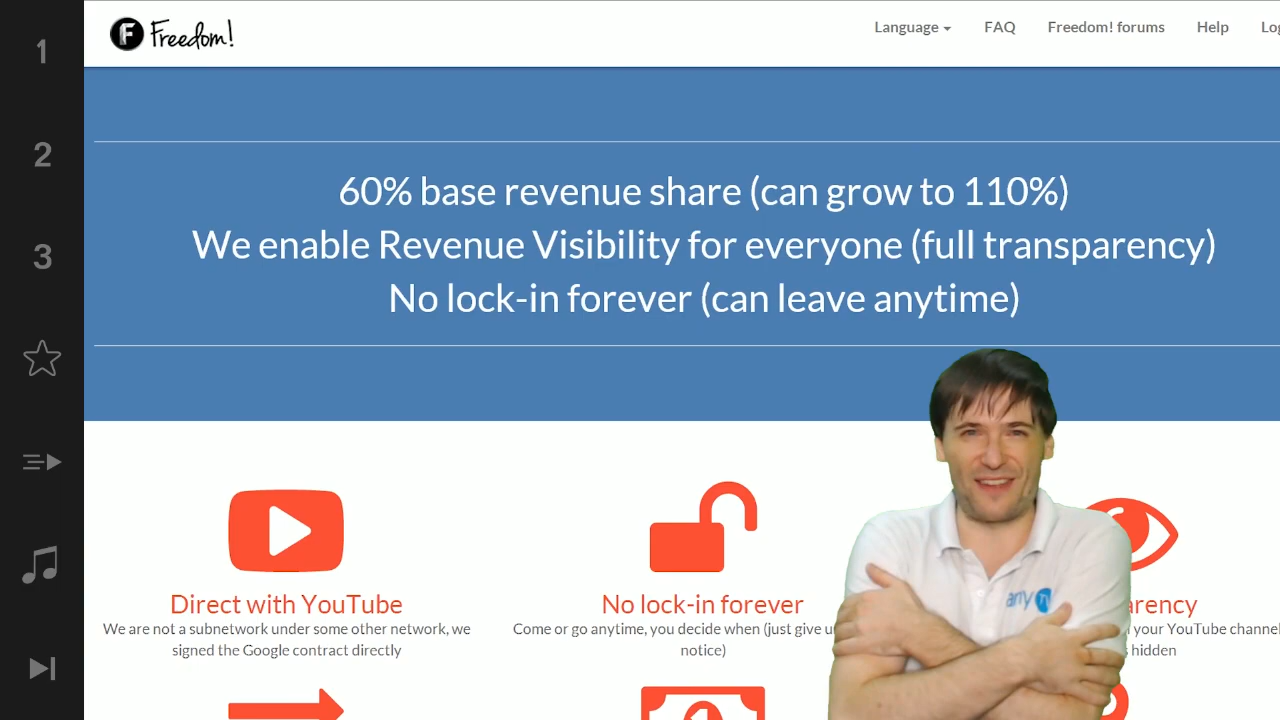 1
2
3
F Freedom!
Language FAQ Freedom! forums Help
60% base revenue share (can grow to 110%)
We enable Revenue Visibility for everyone (full transparency)
No lock-in forever (can leave anytime)
Direct with YouTube
We are not a subnetwork under some other network, we
signed the Google contract directly
No lock-in forever
Come or go anytime, you decide when (just give
notice)
your YouTube channel
hidden
any TV